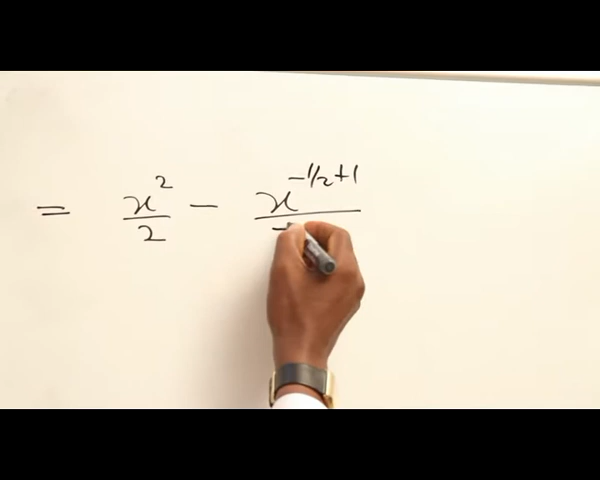 = x^2/2 - x^(-1/2+1)/-